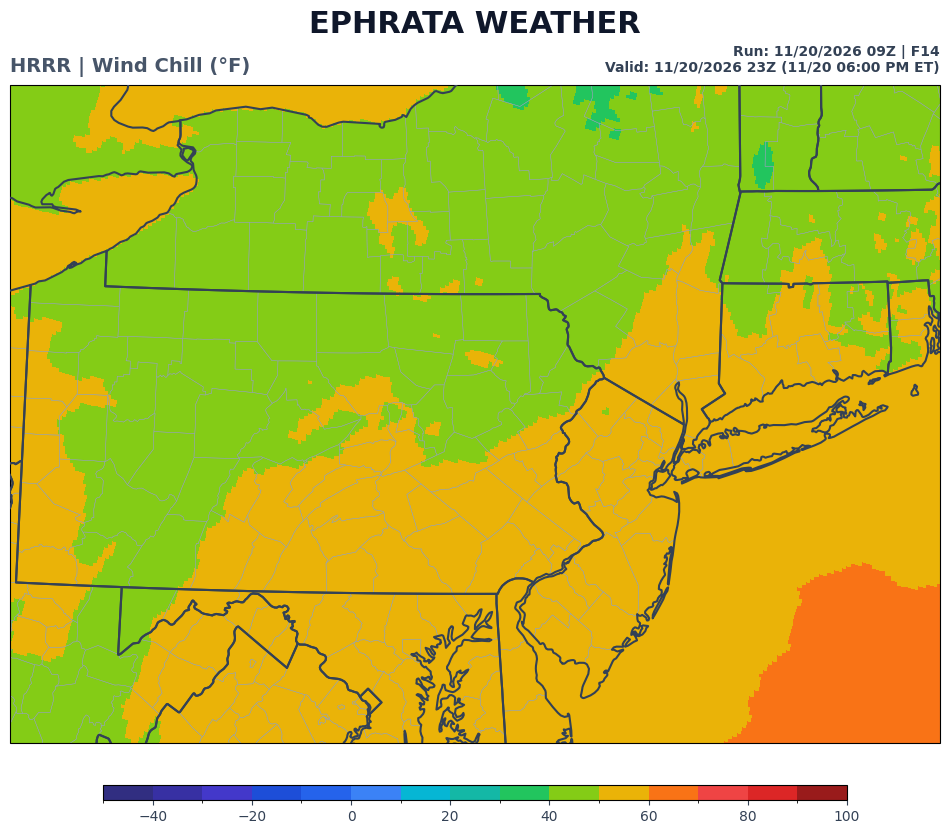 EPHRATA WEATHER
HRRR | Wind Chill (°F)
Run: 11/20/2026 09Z | F14
Valid: 11/20/2026 23Z (11/20 06:00 PM ET)
−40 −20 0 20 40 60 80 100